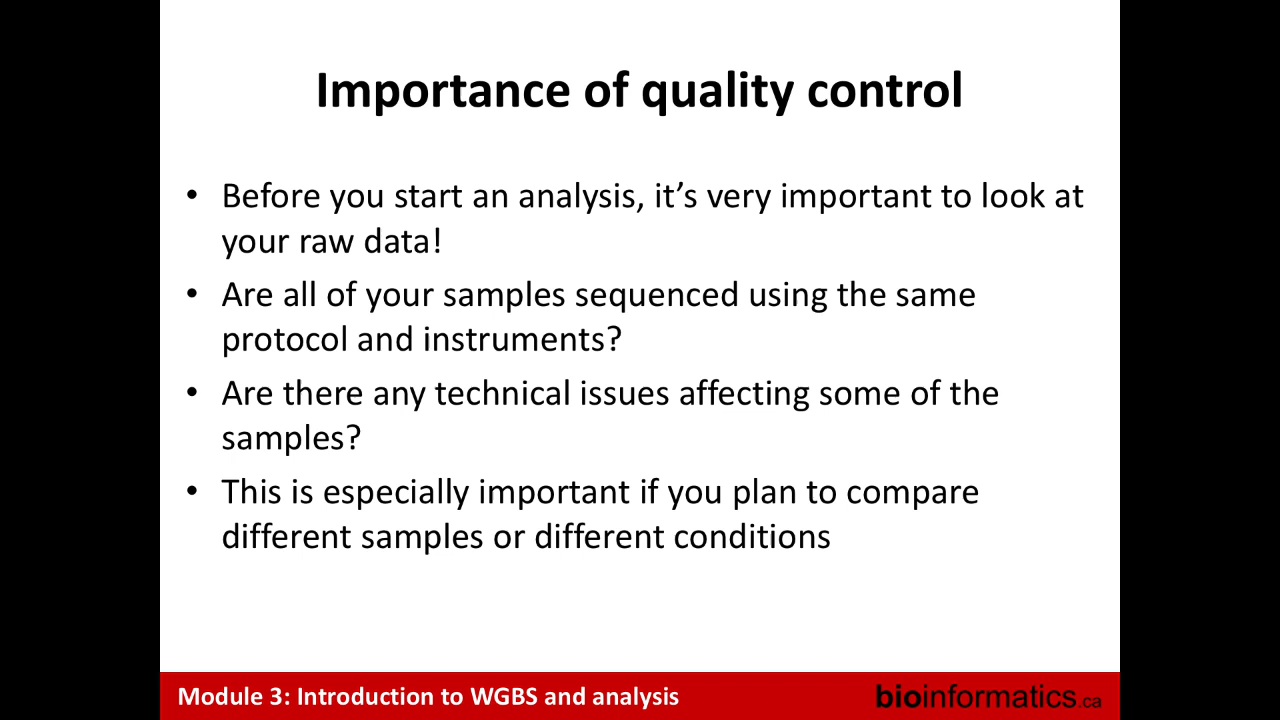 Importance of quality control
• Before you start an analysis, it’s very important to look at
your raw data!
• Are all of your samples sequenced using the same
protocol and instruments?
• Are there any technical issues affecting some of the
samples?
• This is especially important if you plan to compare
different samples or different conditions
Module 3: Introduction to WGBS and analysis
bioinformatics.ca